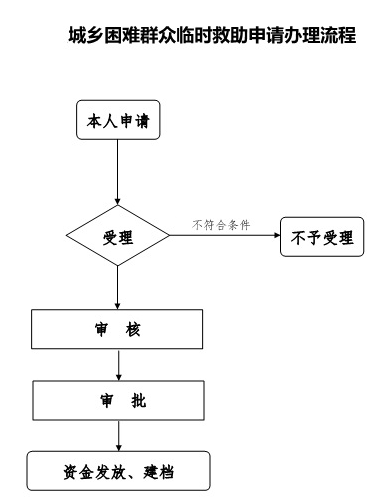 城乡困难群众临时救助申请办理流程
本人申请
受理
不符合条件
不予受理
审 核
审 批
资金发放、建档